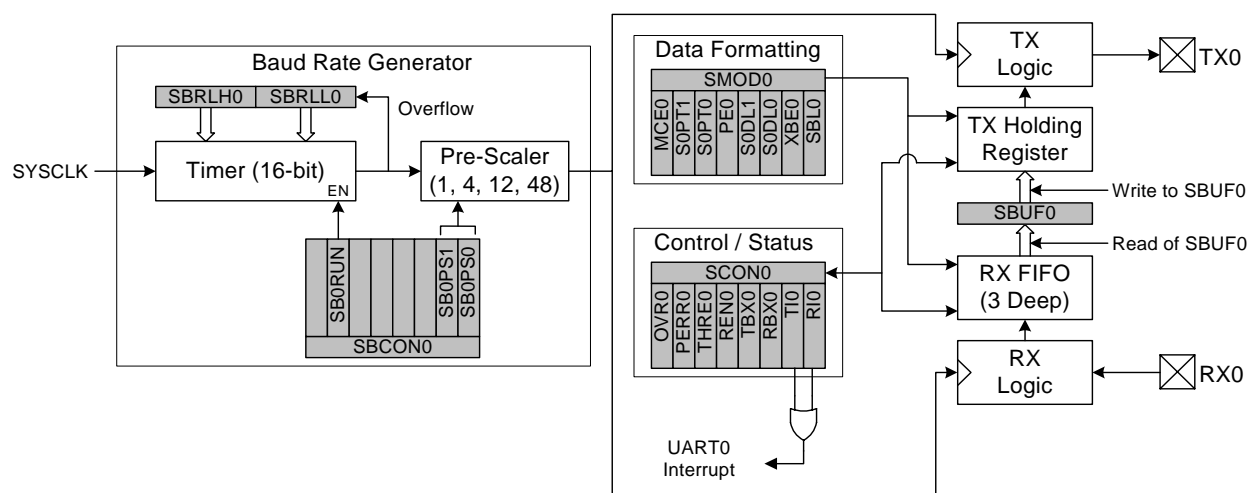 Baud Rate Generator
SBRLH0 SBRLL0
Overflow
SYSCLK
Timer (16-bit)
EN
Pre-Scaler
(1, 4, 12, 48)
SB0RUN
SB0PS1
SB0PS0
SBCON0
Data Formatting
SMOD0
MCE0
S0PT1
S0PT0
PE0
S0DL1
S0DL0
XBE0
SBL0
Control / Status
SCON0
OVR0
PERR0
THRE0
REN0
TBX0
RBX0
TI0
RI0
UART0
Interrupt
TX
Logic
TX0
TX Holding
Register
Write to SBUF0
SBUF0
Read of SBUF0
RX FIFO
(3 Deep)
RX
Logic
RX0